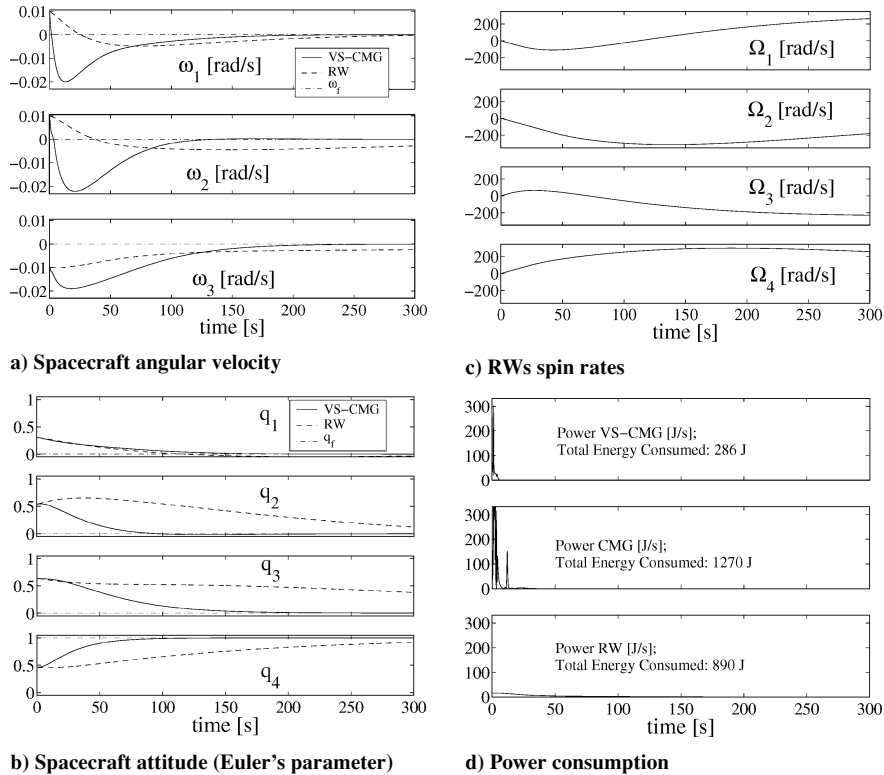 0.01
0
−0.01
−0.02
ω1 [rad/s]
VS−CMG
RW
ωf
0.01
0
−0.01
−0.02
ω2 [rad/s]
0.01
0
−0.01
−0.02
ω3 [rad/s]
0 50 100 150 200 250 300
time [s]
a) Spacecraft angular velocity
200
0
−200
Ω1 [rad/s]
200
0
−200
Ω2 [rad/s]
200
0
−200
Ω3 [rad/s]
200
0
−200
Ω4 [rad/s]
0 50 100 150 200 250 300
time [s]
c) RWs spin rates
1
0.5
0
q1
VS−CMG
RW
qf
1
0.5
0
q2
1
0.5
0
q3
1
0.5
0
q4
0 50 100 150 200 250 300
time [s]
b) Spacecraft attitude (Euler's parameter)
300
200
100
0
Power VS−CMG [J/s];
Total Energy Consumed: 286 J
300
200
100
0
Power CMG [J/s];
Total Energy Consumed: 1270 J
300
200
100
0
Power RW [J/s];
Total Energy Consumed: 890 J
0 50 100 150 200 250 300
time [s]
d) Power consumption